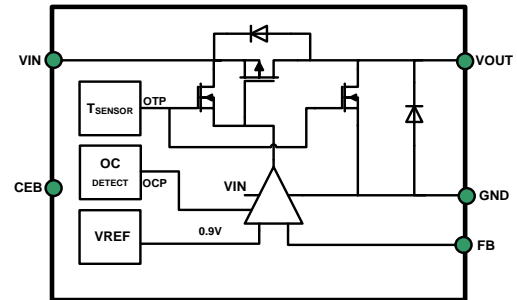 VIN
VOUT
TSENSOR
OTP
OC
DETECT
OCP
CEB
VIN
GND
VREF
0.9V
FB